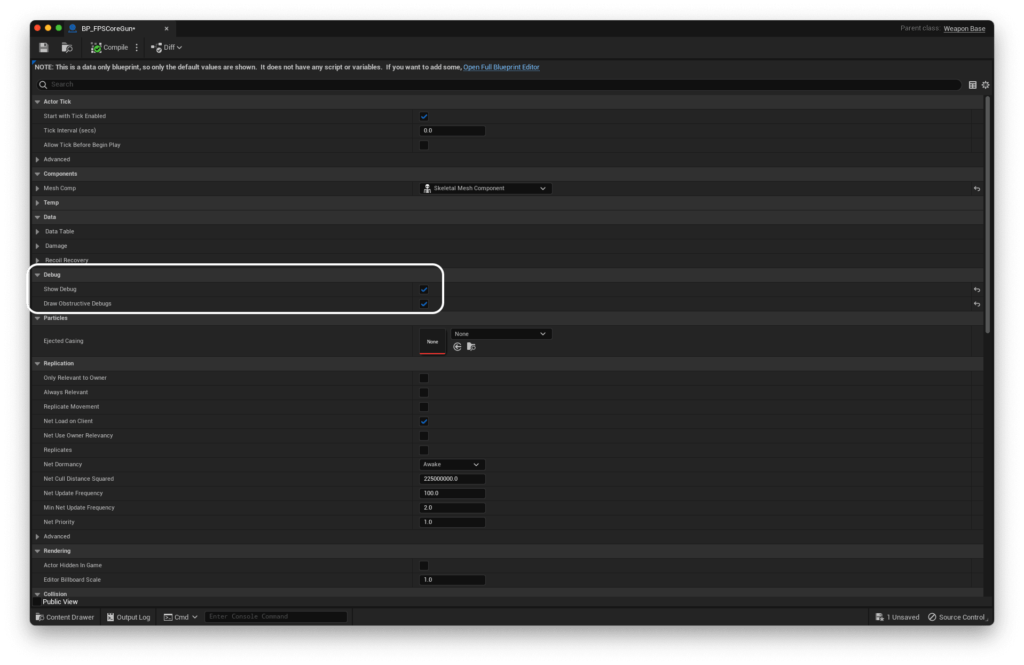 BP_FPSCoreGun*
Parent class: Weapon Base
Compile Diff
NOTE: This is a data only blueprint, so only the default values are shown. It does not have any script or variables. If you want to add some, Open Full Blueprint Editor
Search
Actor Tick
Start with Tick Enabled
Tick Interval (secs) 0.0
Allow Tick Before Begin Play
Advanced
Components
Mesh Comp Skeletal Mesh Component
Temp
Data
Data Table
Damage
Recoil Recovery
Debug
Show Debug
Draw Obstructive Debugs
Particles
Ejected Casing None None
Replication
Only Relevant to Owner
Always Relevant
Replicate Movement
Net Load on Client
Net Use Owner Relevancy
Replicates
Net Dormancy Awake
Net Cull Distance Squared 225000000.0
Net Update Frequency 100.0
Min Net Update Frequency 2.0
Net Priority 1.0
Advanced
Rendering
Actor Hidden In Game
Editor Billboard Scale 1.0
Collision
Public View
Content Drawer Output Log Cmd Enter Console Command 1 Unsaved Source Control